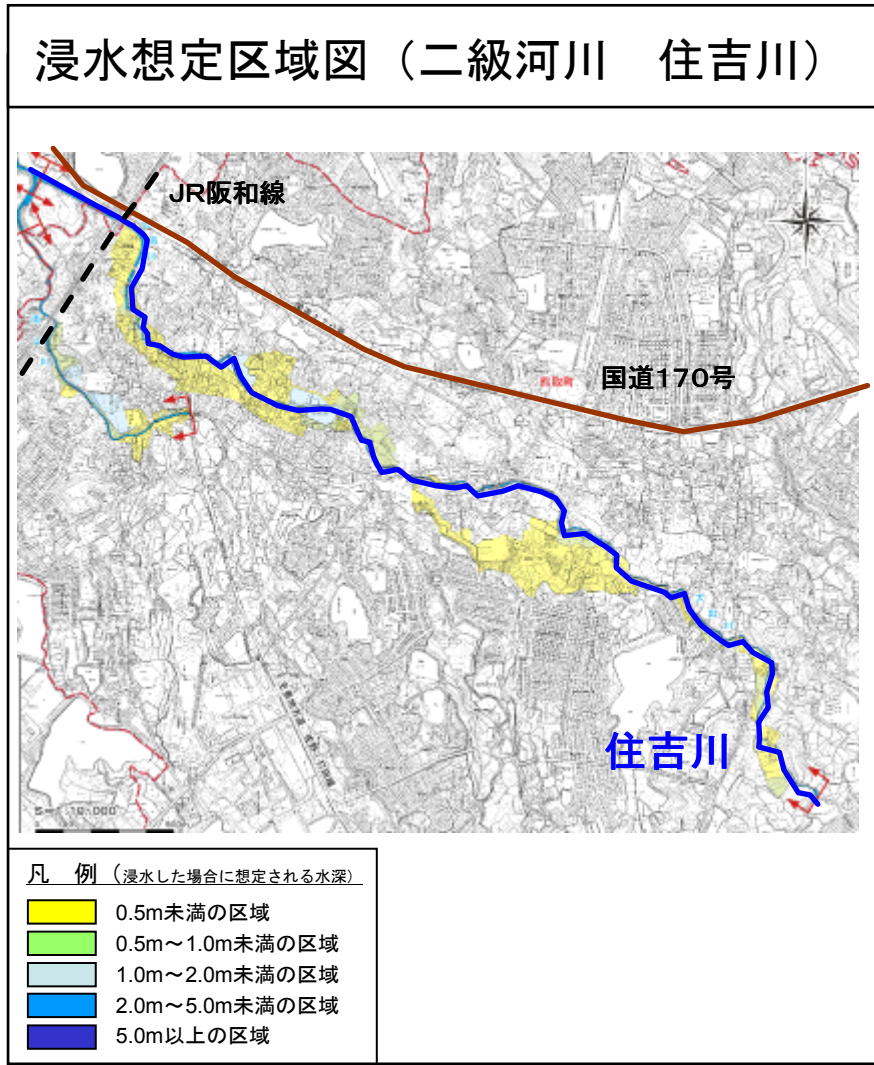 浸水想定区域図（二級河川　住吉川）
JR阪和線
国道170号
熊取町
住吉川
凡　例（浸水した場合に想定される水深）
0.5m未満の区域
0.5m～1.0m未満の区域
1.0m～2.0m未満の区域
2.0m～5.0m未満の区域
5.0m以上の区域